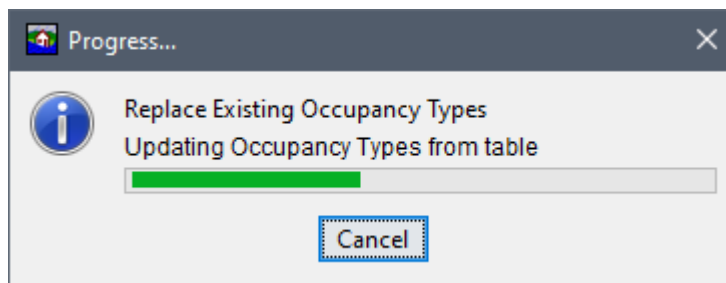 Progress...
Replace Existing Occupancy Types
Updating Occupancy Types from table
Cancel